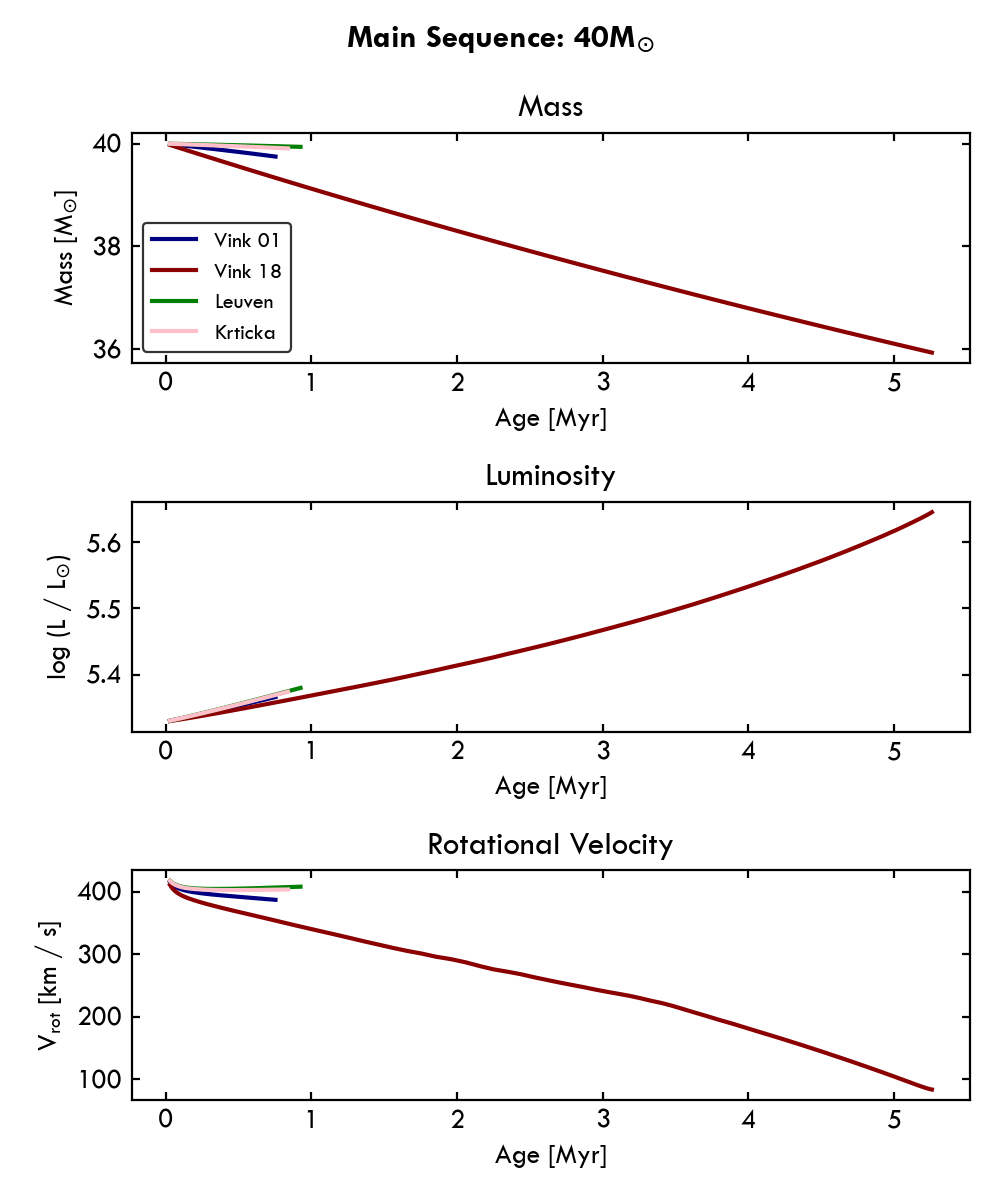 Main Sequence: 40M☉
Mass
40
38
36
Mass [M☉]
Vink 01
Vink 18
Leuven
Krticka
0 1 2 3 4 5
Age [Myr]
Luminosity
5.6
5.5
5.4
log (L / L☉)
0 1 2 3 4 5
Age [Myr]
Rotational Velocity
400
300
200
100
Vrot [km / s]
0 1 2 3 4 5
Age [Myr]